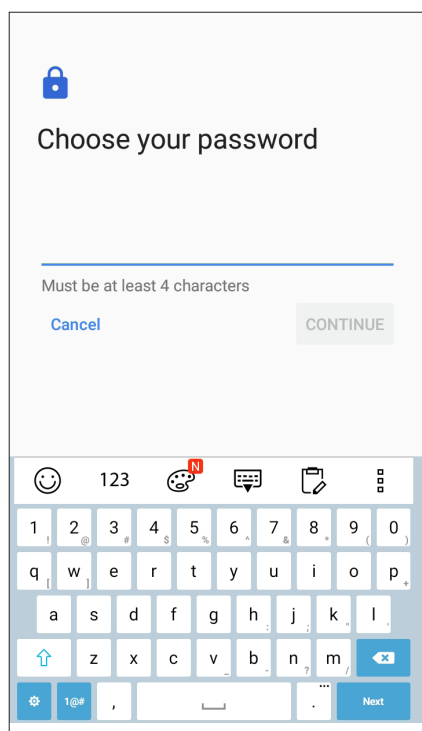 Choose your password
Must be at least 4 characters
Cancel CONTINUE
123 N
1 ! 2 @ 3 # 4 $ 5 % 6 ^ 7 & 8 * 9 ( 0 )
q [ w ] e r t y u i o p +
a s d f g h : j ; k " l '
z x c v _ b - n ? m /
1@# , . ... Next